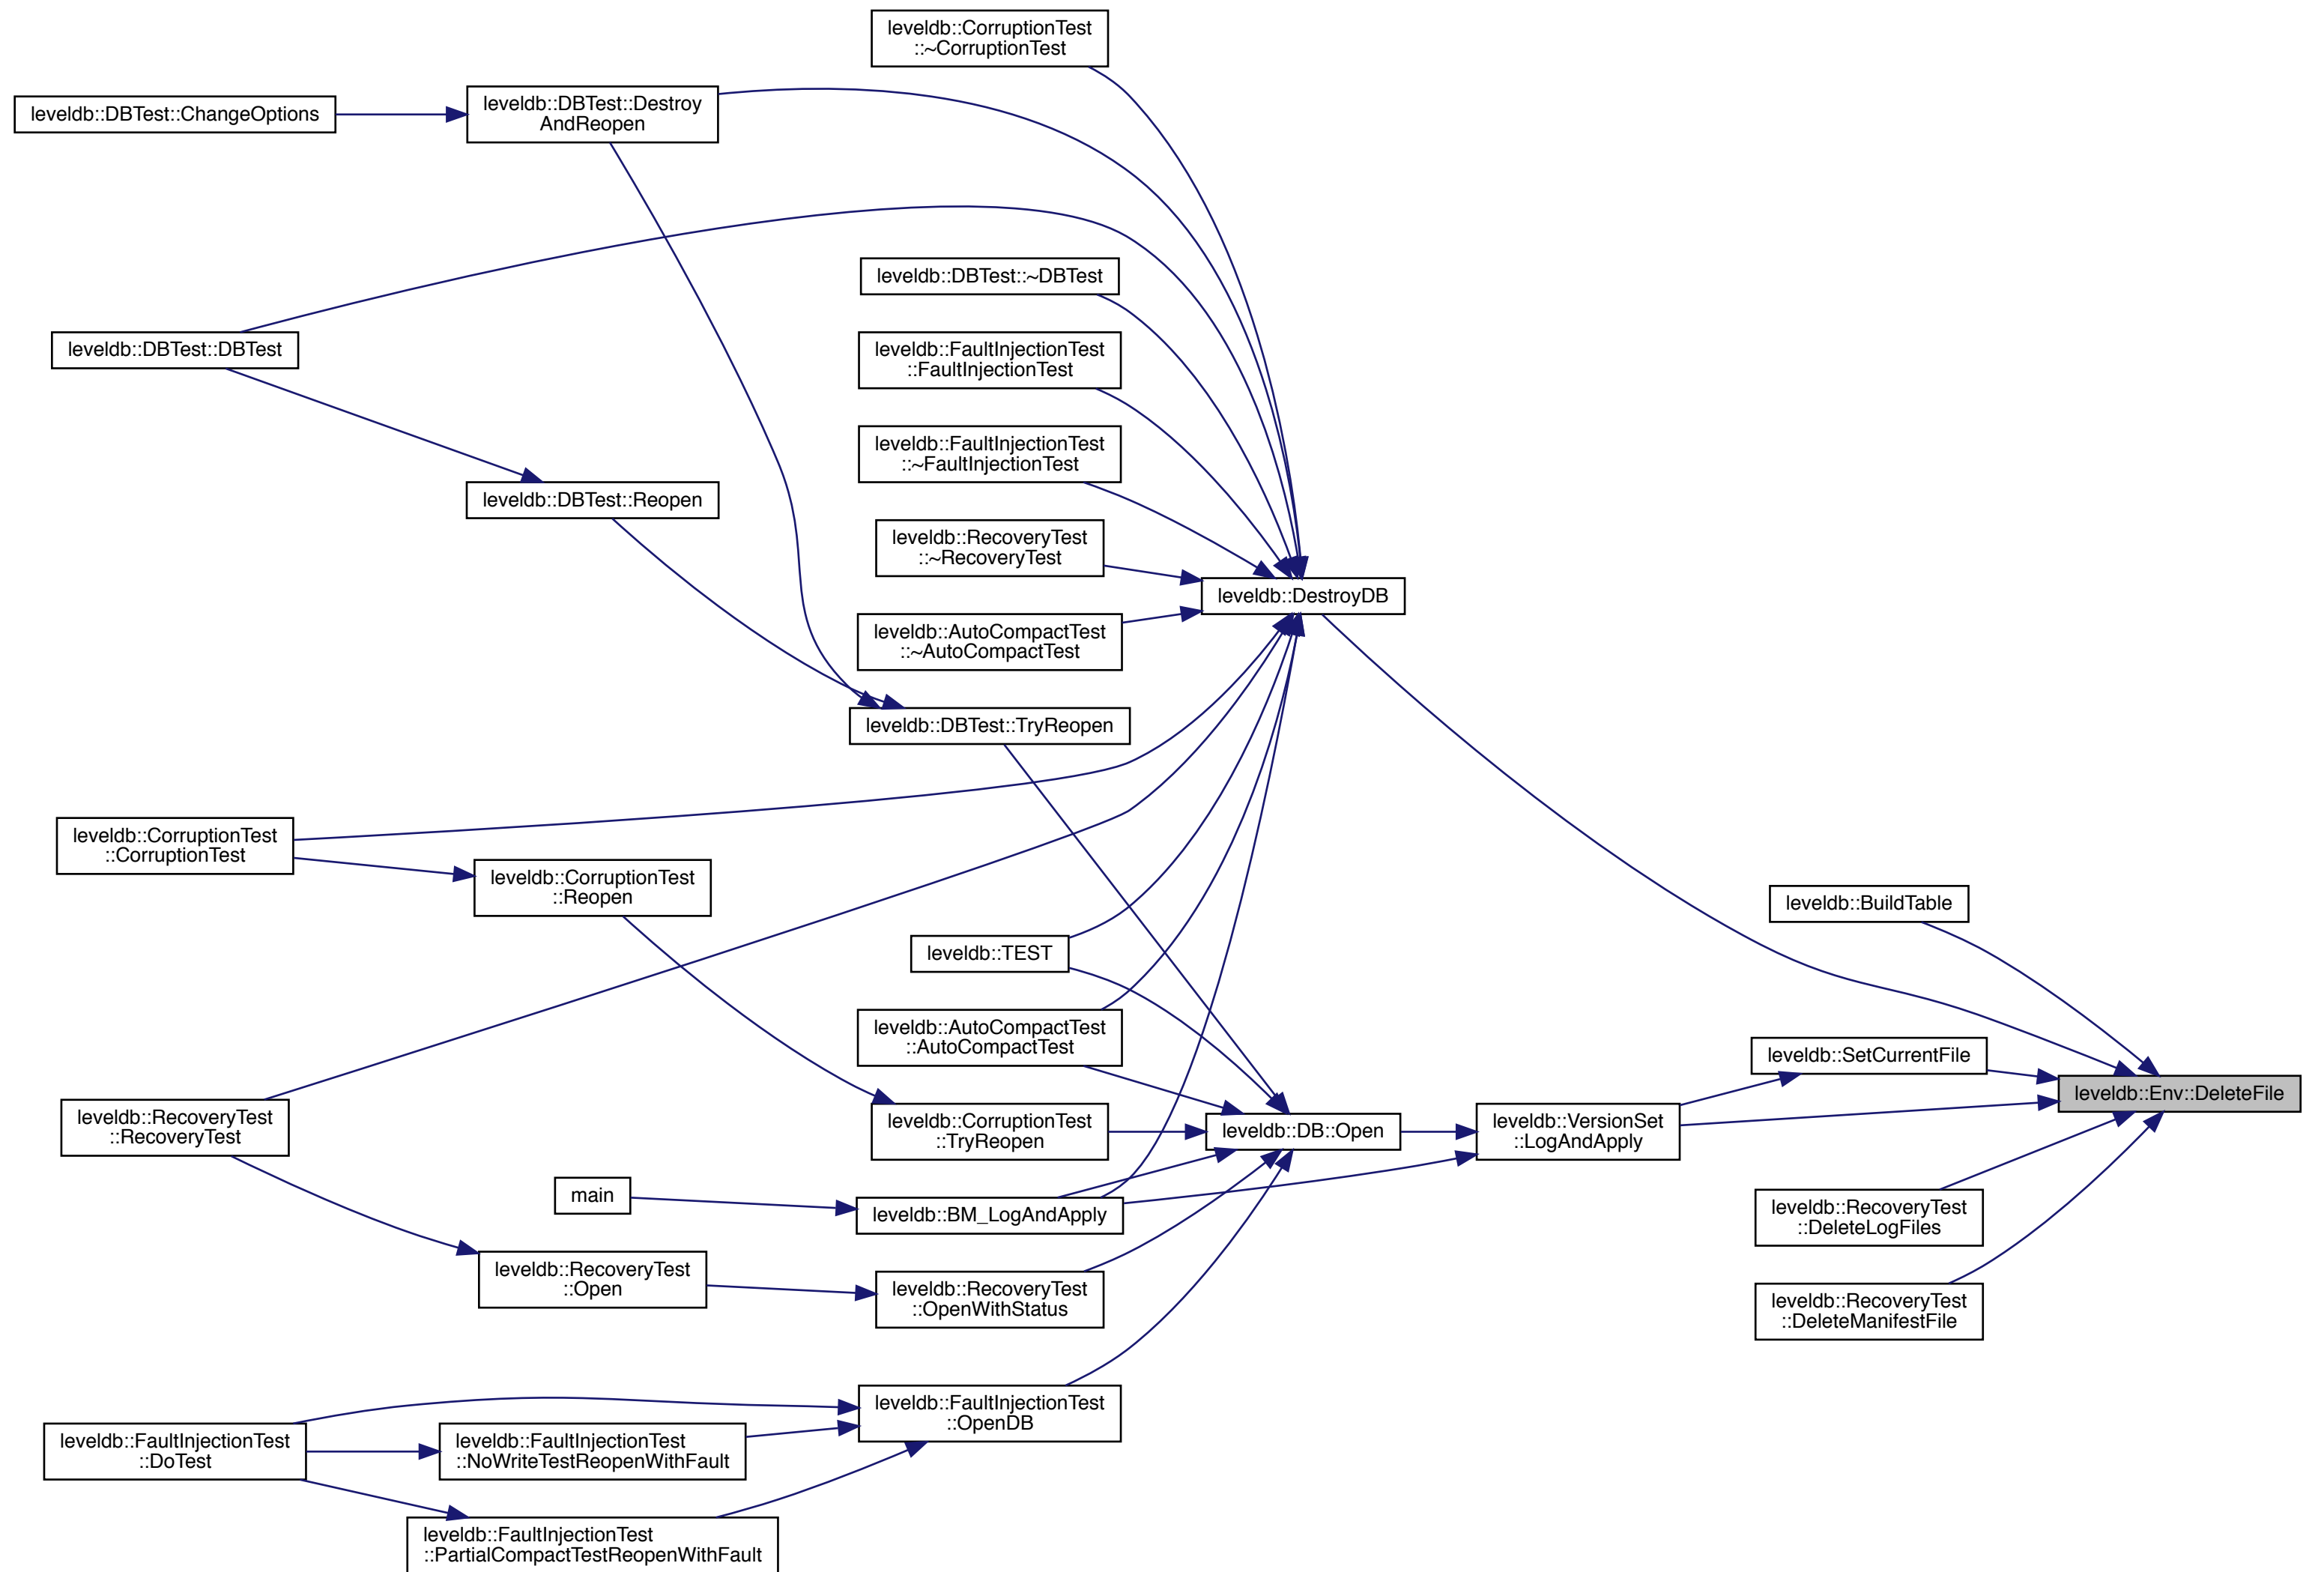 leveldb::CorruptionTest
::~CorruptionTest
leveldb::DBTest::ChangeOptions
leveldb::DBTest::Destroy
AndReopen
leveldb::DBTest::~DBTest
leveldb::DBTest::DBTest
leveldb::FaultInjectionTest
::FaultInjectionTest
leveldb::FaultInjectionTest
::~FaultInjectionTest
leveldb::DBTest::Reopen
leveldb::RecoveryTest
::~RecoveryTest
leveldb::DestroyDB
leveldb::AutoCompactTest
::~AutoCompactTest
leveldb::DBTest::TryReopen
leveldb::CorruptionTest
::CorruptionTest
leveldb::CorruptionTest
::Reopen
leveldb::BuildTable
leveldb::TEST
leveldb::AutoCompactTest
::AutoCompactTest
leveldb::SetCurrentFile
leveldb::Env::DeleteFile
leveldb::RecoveryTest
::RecoveryTest
leveldb::CorruptionTest
::TryReopen
leveldb::DB::Open
leveldb::VersionSet
::LogAndApply
main
leveldb::BM_LogAndApply
leveldb::RecoveryTest
::DeleteLogFiles
leveldb::RecoveryTest
::Open
leveldb::RecoveryTest
::OpenWithStatus
leveldb::RecoveryTest
::DeleteManifestFile
leveldb::FaultInjectionTest
::OpenDB
leveldb::FaultInjectionTest
::DoTest
leveldb::FaultInjectionTest
::NoWriteTestReopenWithFault
leveldb::FaultInjectionTest
::PartialCompactTestReopenWithFault